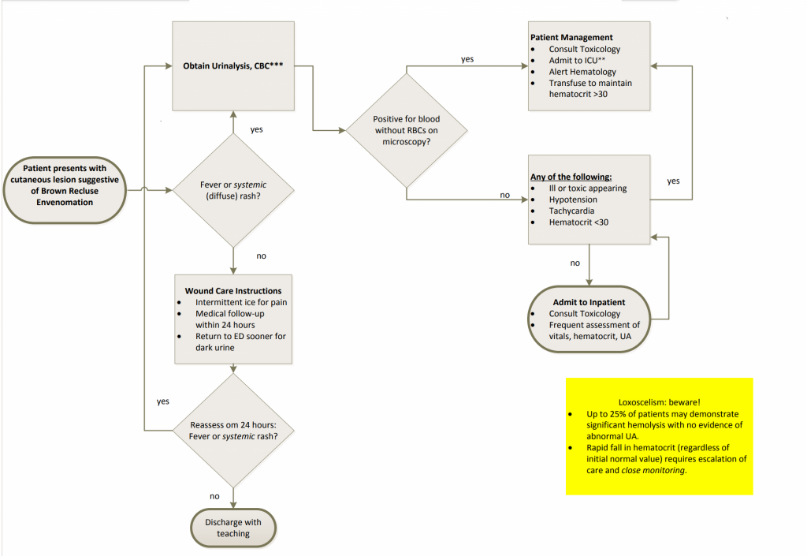 Patient presents with
cutaneous lesion suggestive
of Brown Recluse
Envenomation
Fever or systemic
(diffuse) rash?
yes
Obtain Urinalysis, CBC***
no
Wound Care Instructions
• Intermittent ice for pain
• Medical follow-up
within 24 hours
• Return to ED sooner for
dark urine
Reassess om 24 hours:
Fever or systemic rash?
yes
no
Discharge with
teaching
Positive for blood
without RBCs on
microscopy?
yes
Patient Management
• Consult Toxicology
• Admit to ICU**
• Alert Hematology
• Transfuse to maintain
hematocrit >30
no
Any of the following:
• Ill or toxic appearing
• Hypotension
• Tachycardia
• Hematocrit <30
yes
no
Admit to Inpatient
• Consult Toxicology
• Frequent assessment of
vitals, hematocrit, UA
Loxoscelism: beware!
• Up to 25% of patients may demonstrate
significant hemolysis with no evidence of
abnormal UA.
• Rapid fall in hematocrit (regardless of
initial normal value) requires escalation of
care and close monitoring.